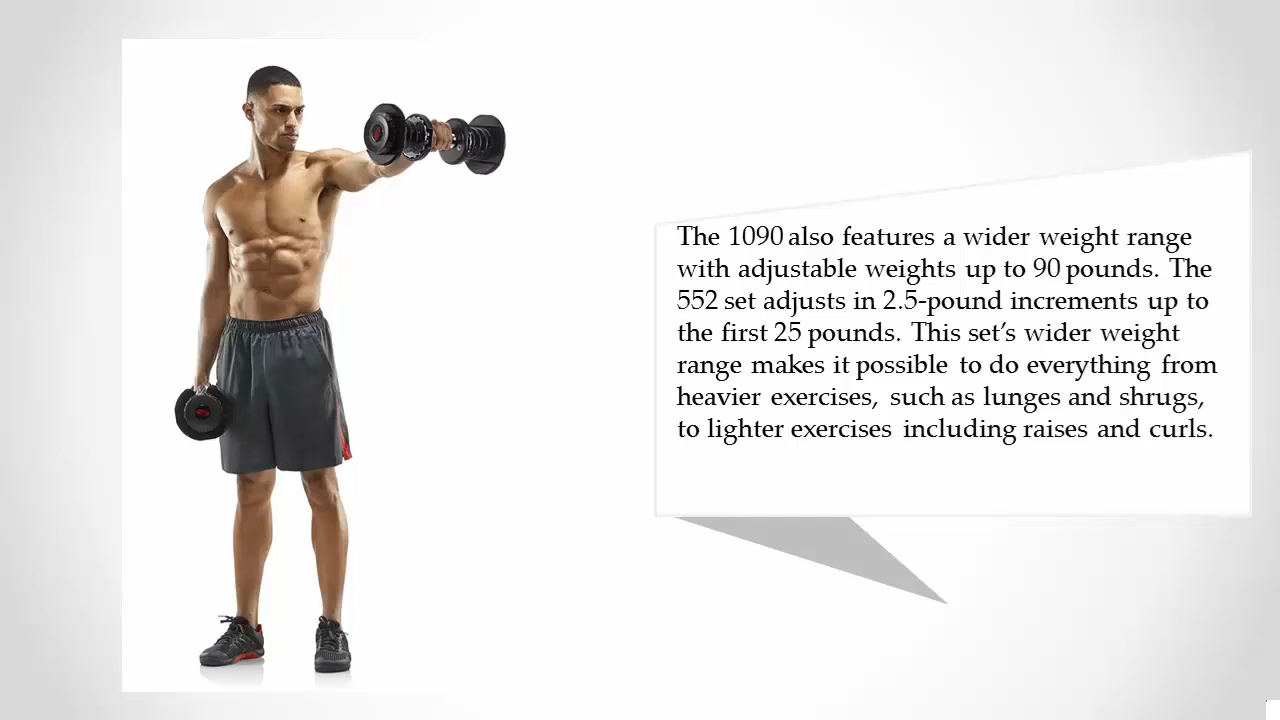 The 1090 also features a wider weight range
with adjustable weights up to 90 pounds. The
552 set adjusts in 2.5-pound increments up to
the first 25 pounds. This set’s wider weight
range makes it possible to do everything from
heavier exercises, such as lunges and shrugs,
to lighter exercises including raises and curls.